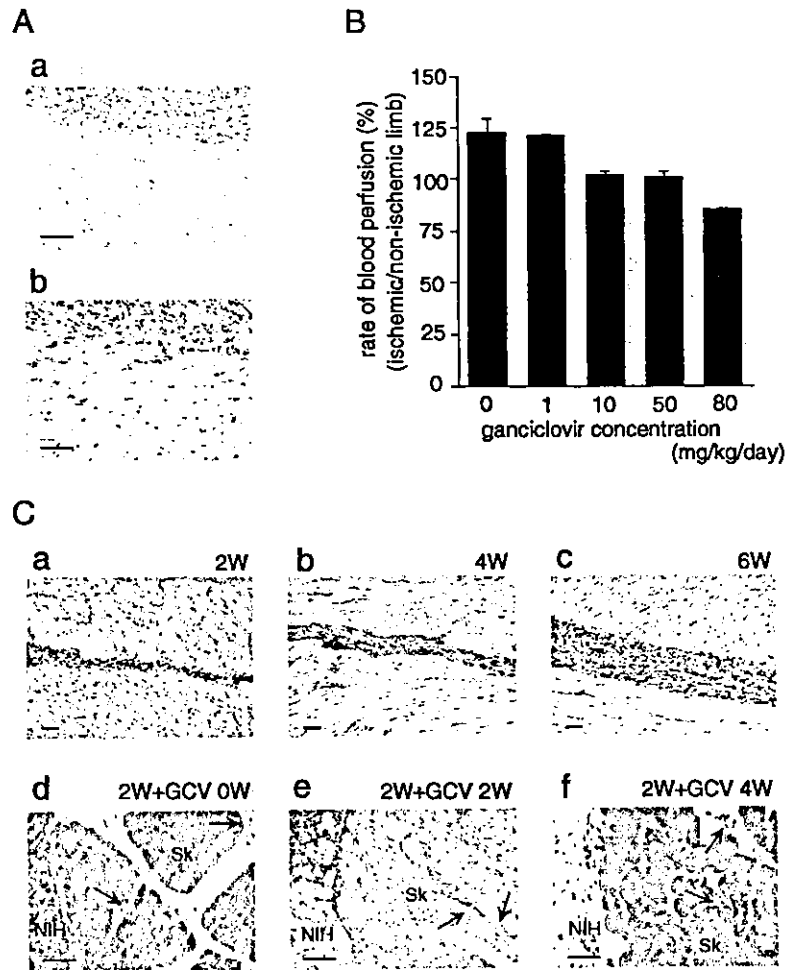 A
a
b
B
rate of blood perfusion (%)
(ischemic/non-ischemic limb)
150
125
100
75
50
25
0
0 1 10 50 80
ganciclovir concentration
(mg/kg/day)
C
a 2W
b 4W
c 6W
d 2W+GCV 0W
Sk
NIH
e 2W+GCV 2W
Sk
NIH
f 2W+GCV 4W
NIH
Sk